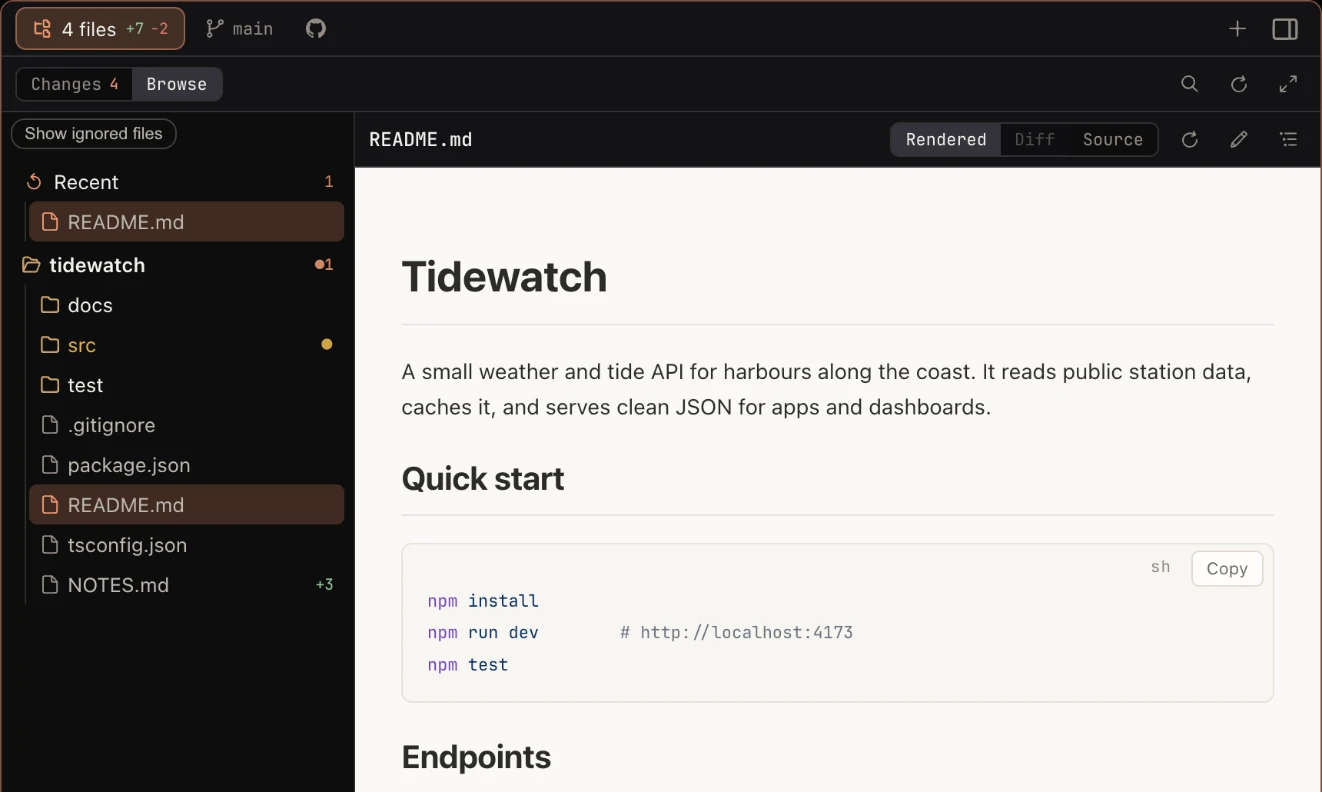 4 files +7 -2 main
Changes 4 Browse
Show ignored files
Recent 1
README.md
tidewatch 1
docs
src
test
.gitignore
package.json
README.md
tsconfig.json
NOTES.md +3
README.md Rendered Diff Source
Tidewatch
A small weather and tide API for harbours along the coast. It reads public station data,
caches it, and serves clean JSON for apps and dashboards.
Quick start
sh Copy
npm install
npm run dev # http://localhost:4173
npm test
Endpoints